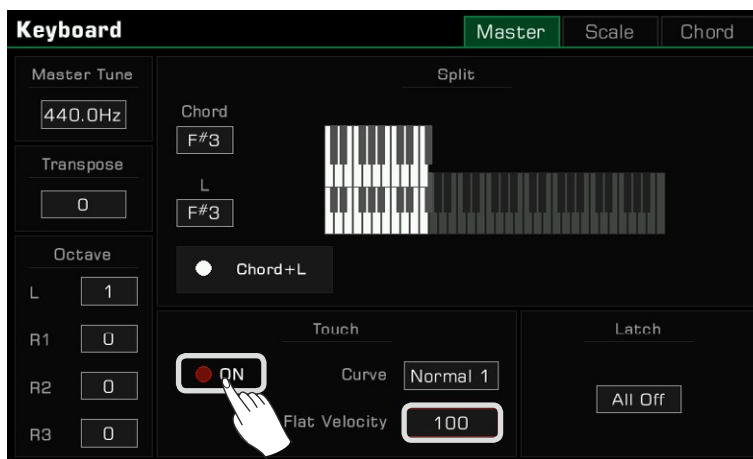 Keyboard
Master
Scale
Chord
Master Tune
440.0Hz
Transpose
0
Octave
L 1
R1 0
R2 0
R3 0
Split
Chord
F#3
L
F#3
Chord+L
Touch
ON
Curve Normal 1
Flat Velocity 100
Latch
All Off